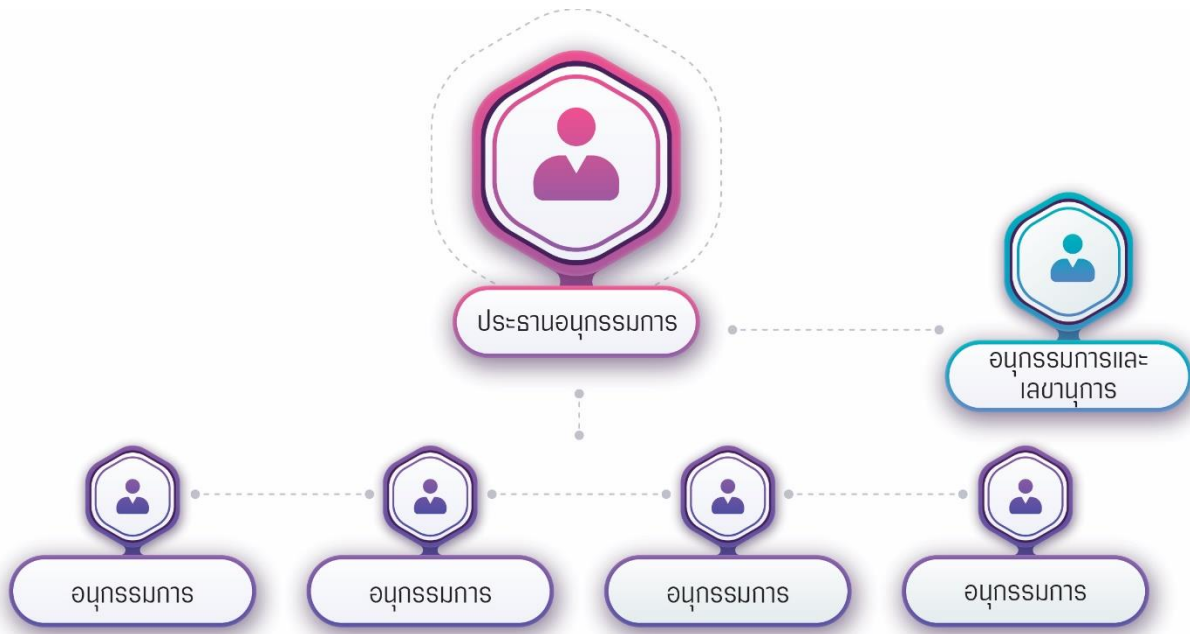 ประธานอนุกรรมการ
อนุกรรมการและ
เลขานุการ
อนุกรรมการ
อนุกรรมการ
อนุกรรมการ
อนุกรรมการ